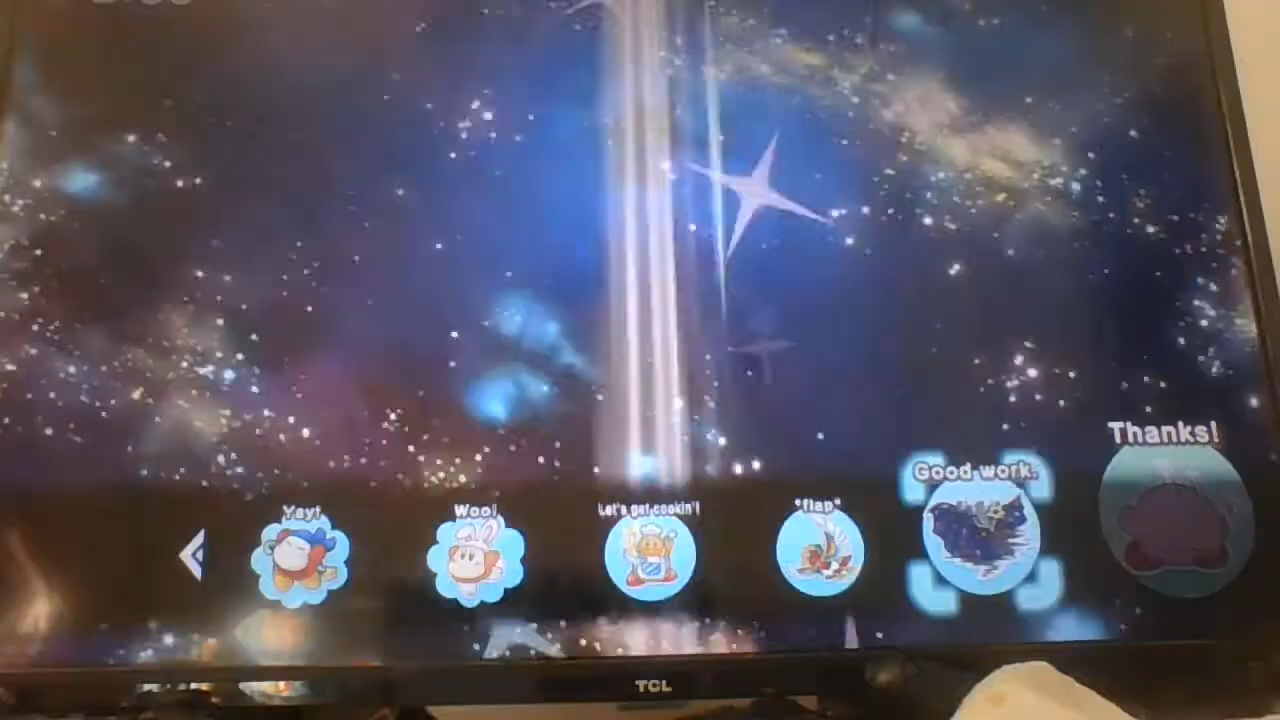 Thanks!
Good work.
Yay!
Woo!
Let's get cookin'!
*flap*
TCL